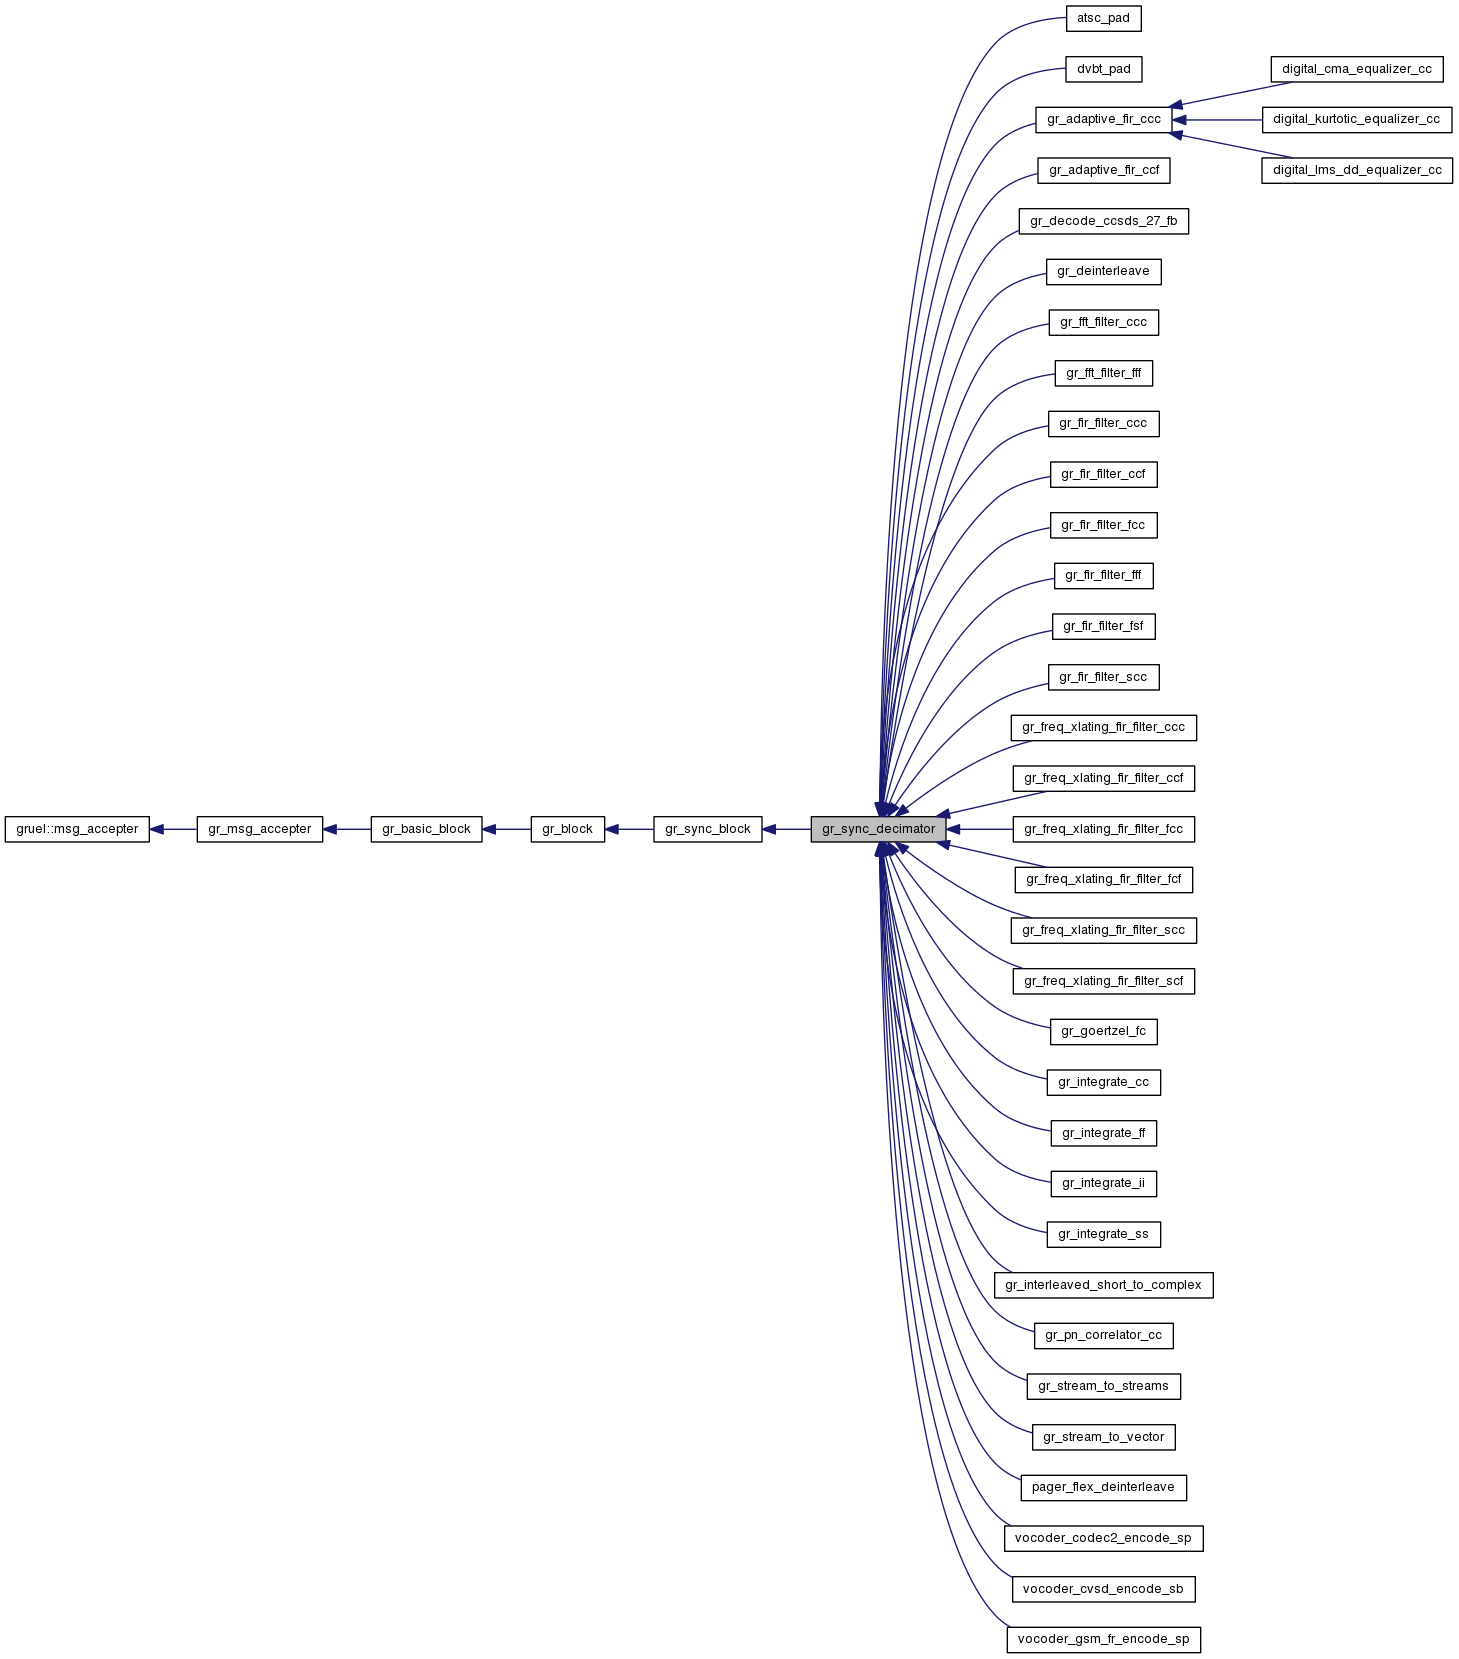 atsc_pad
dvbt_pad
digital_cma_equalizer_cc
gr_adaptive_fir_ccc
digital_kurtotic_equalizer_cc
gr_adaptive_fir_ccf
digital_lms_dd_equalizer_cc
gr_decode_ccsds_27_fb
gr_deinterleave
gr_fft_filter_ccc
gr_fft_filter_fff
gr_fir_filter_ccc
gr_fir_filter_ccf
gr_fir_filter_fcc
gr_fir_filter_fff
gr_fir_filter_fsf
gr_fir_filter_scc
gr_freq_xlating_fir_filter_ccc
gr_freq_xlating_fir_filter_ccf
gruel::msg_accepter
gr_msg_accepter
gr_basic_block
gr_block
gr_sync_block
gr_sync_decimator
gr_freq_xlating_fir_filter_fcc
gr_freq_xlating_fir_filter_fcf
gr_freq_xlating_fir_filter_scc
gr_freq_xlating_fir_filter_scf
gr_goertzel_fc
gr_integrate_cc
gr_integrate_ff
gr_integrate_ii
gr_integrate_ss
gr_interleaved_short_to_complex
gr_pn_correlator_cc
gr_stream_to_streams
gr_stream_to_vector
pager_flex_deinterleave
vocoder_codec2_encode_sp
vocoder_cvsd_encode_sb
vocoder_gsm_fr_encode_sp